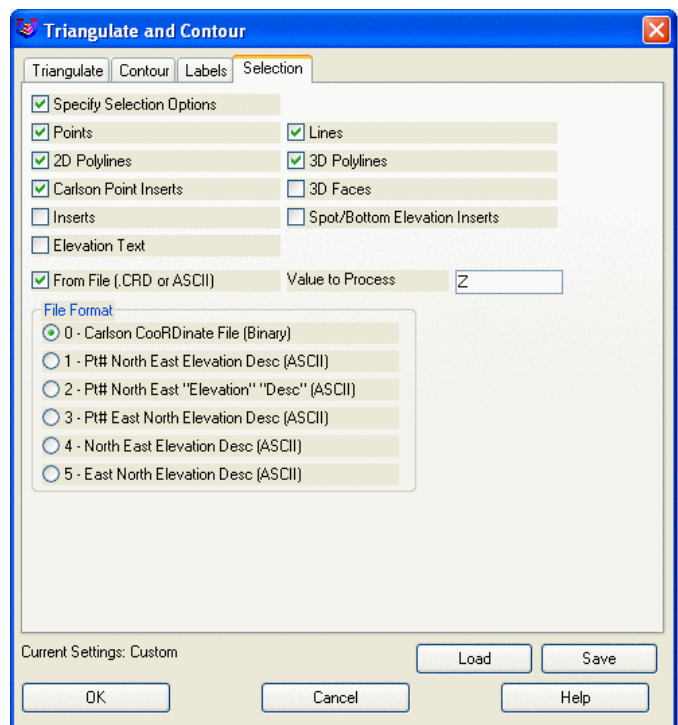 Triangulate and Contour
Triangulate Contour Labels Selection
Specify Selection Options
Points Lines
2D Polylines 3D Polylines
Carlson Point Inserts 3D Faces
Inserts Spot/Bottom Elevation Inserts
Elevation Text
From File (.CRD or ASCII) Value to Process Z
File Format
0 - Carlson CooRDinate File (Binary)
1 - Pt# North East Elevation Desc (ASCII)
2 - Pt# North East "Elevation" "Desc" (ASCII)
3 - Pt# East North Elevation Desc (ASCII)
4 - North East Elevation Desc (ASCII)
5 - East North Elevation Desc (ASCII)
Current Settings: Custom Load Save
OK Cancel Help